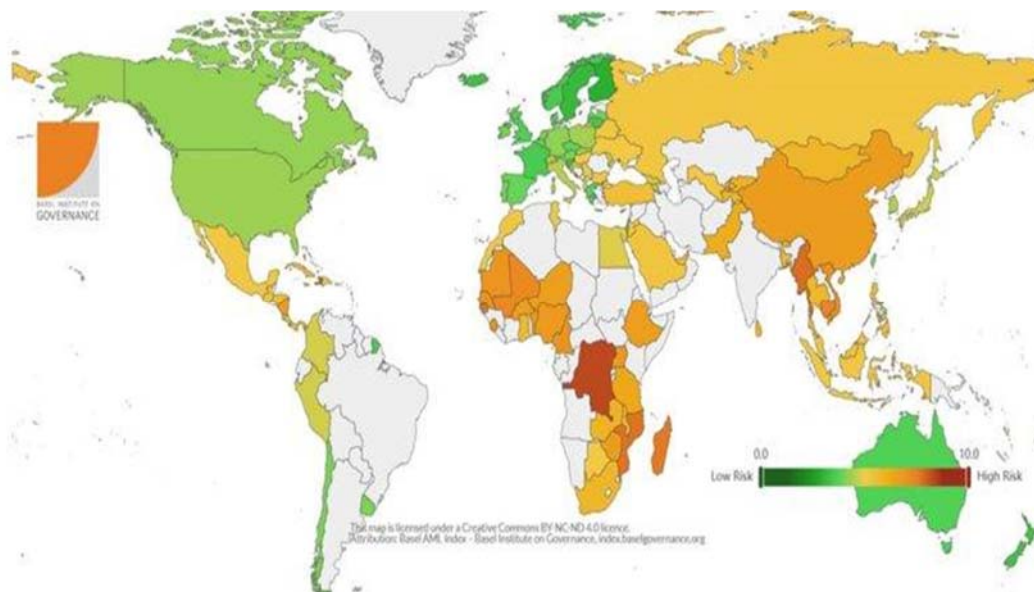 BASEL INSTITUTE ON
GOVERNANCE
0.0
10.0
Low Risk
High Risk
This map is licensed under a Creative Commons BY-NC-ND 4.0 licence.
Attribution: Basel AML Index - Basel Institute on Governance, index.baselgovernance.org